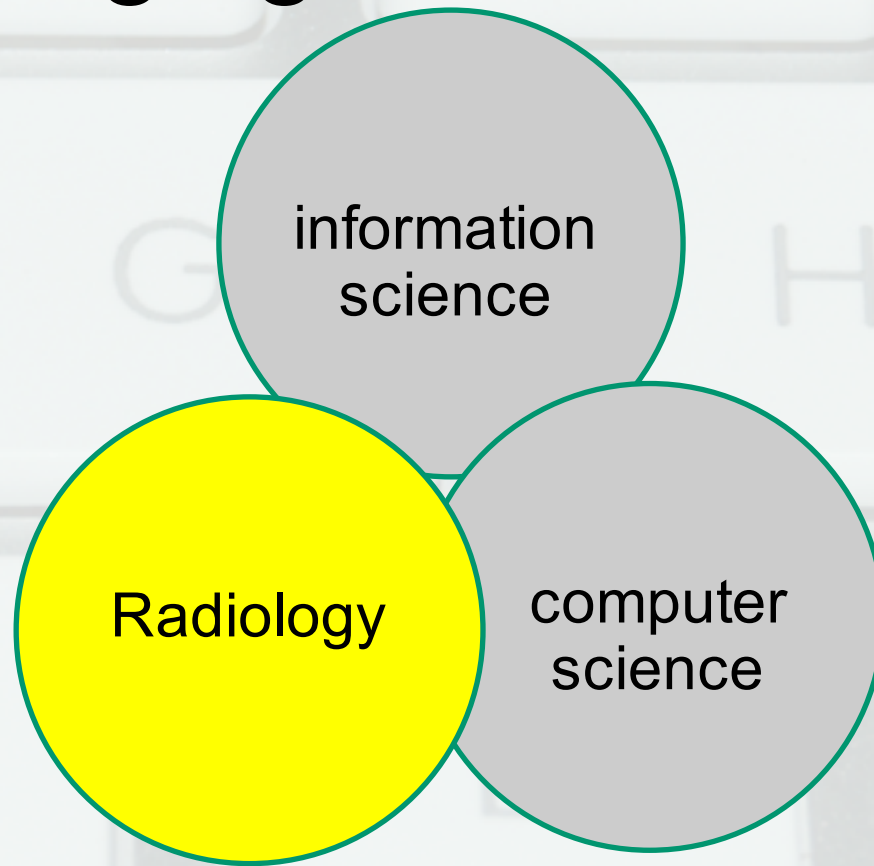 G
H
information
science
Radiology
computer
science